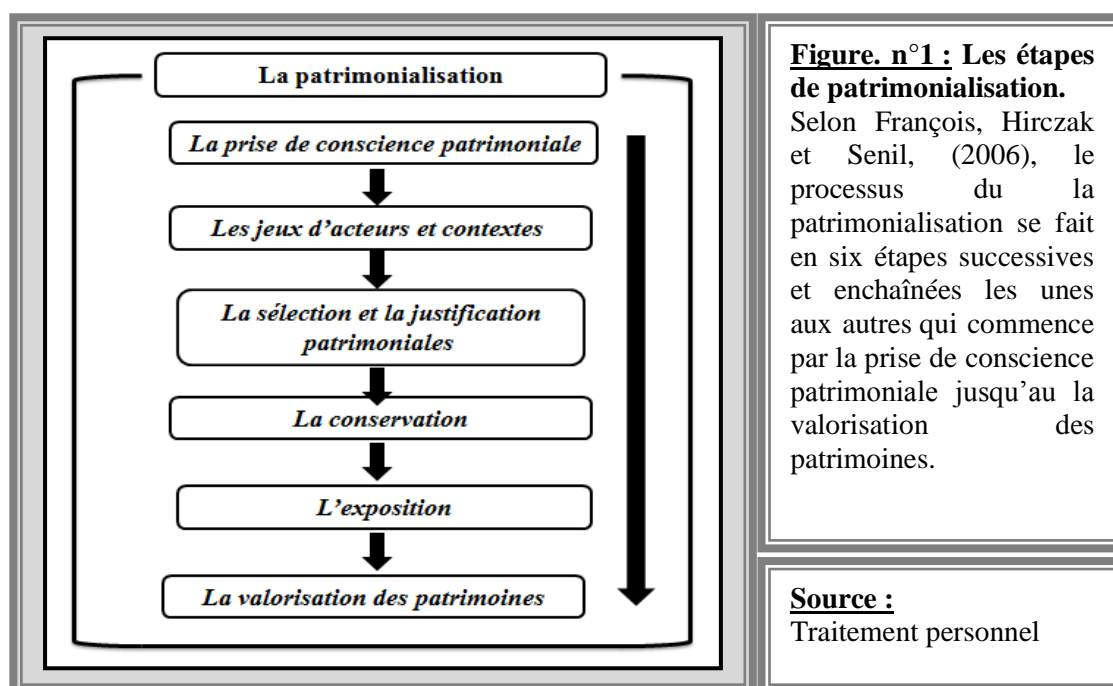 La patrimonialisation
La prise de conscience patrimoniale
Les jeux d'acteurs et contextes
La sélection et la justification
patrimoniales
La conservation
L'exposition
La valorisation des patrimoines
Figure. n°1 : Les étapes
de patrimonialisation.
Selon François, Hirczak
et Senil, (2006), le
processus du la
patrimonialisation se fait
en six étapes successives
et enchaînées les unes
aux autres qui commence
par la prise de conscience
patrimoniale jusqu'au la
valorisation des
patrimoines.
Source :
Traitement personnel